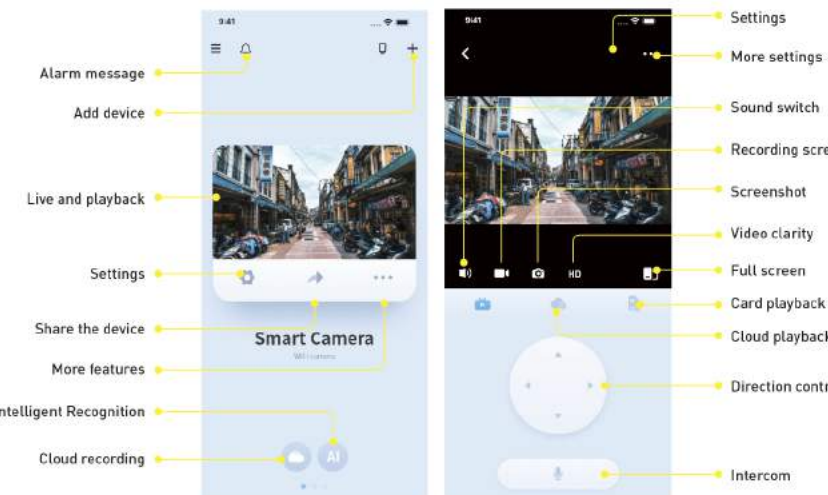 9:41
Alarm message
Add device
Live and playback
Settings
Share the device
Smart Camera
More features
ntelligent Recognition
AI
Cloud recording
9:41
Settings
More settings
Sound switch
Recording scre
Screenshot
Video clarity
HD
Full screen
Card playback
Cloud playback
Direction contr
Intercom